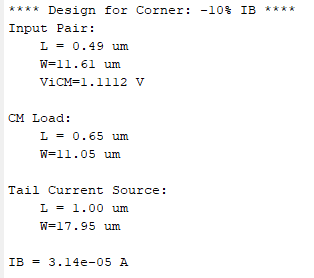 **** Design for Corner: -10% IB ****
Input Pair:
L = 0.49 um
W=11.61 um
ViCM=1.1112 V
CM Load:
L = 0.65 um
W=11.05 um
Tail Current Source:
L = 1.00 um
W=17.95 um
IB = 3.14e-05 A